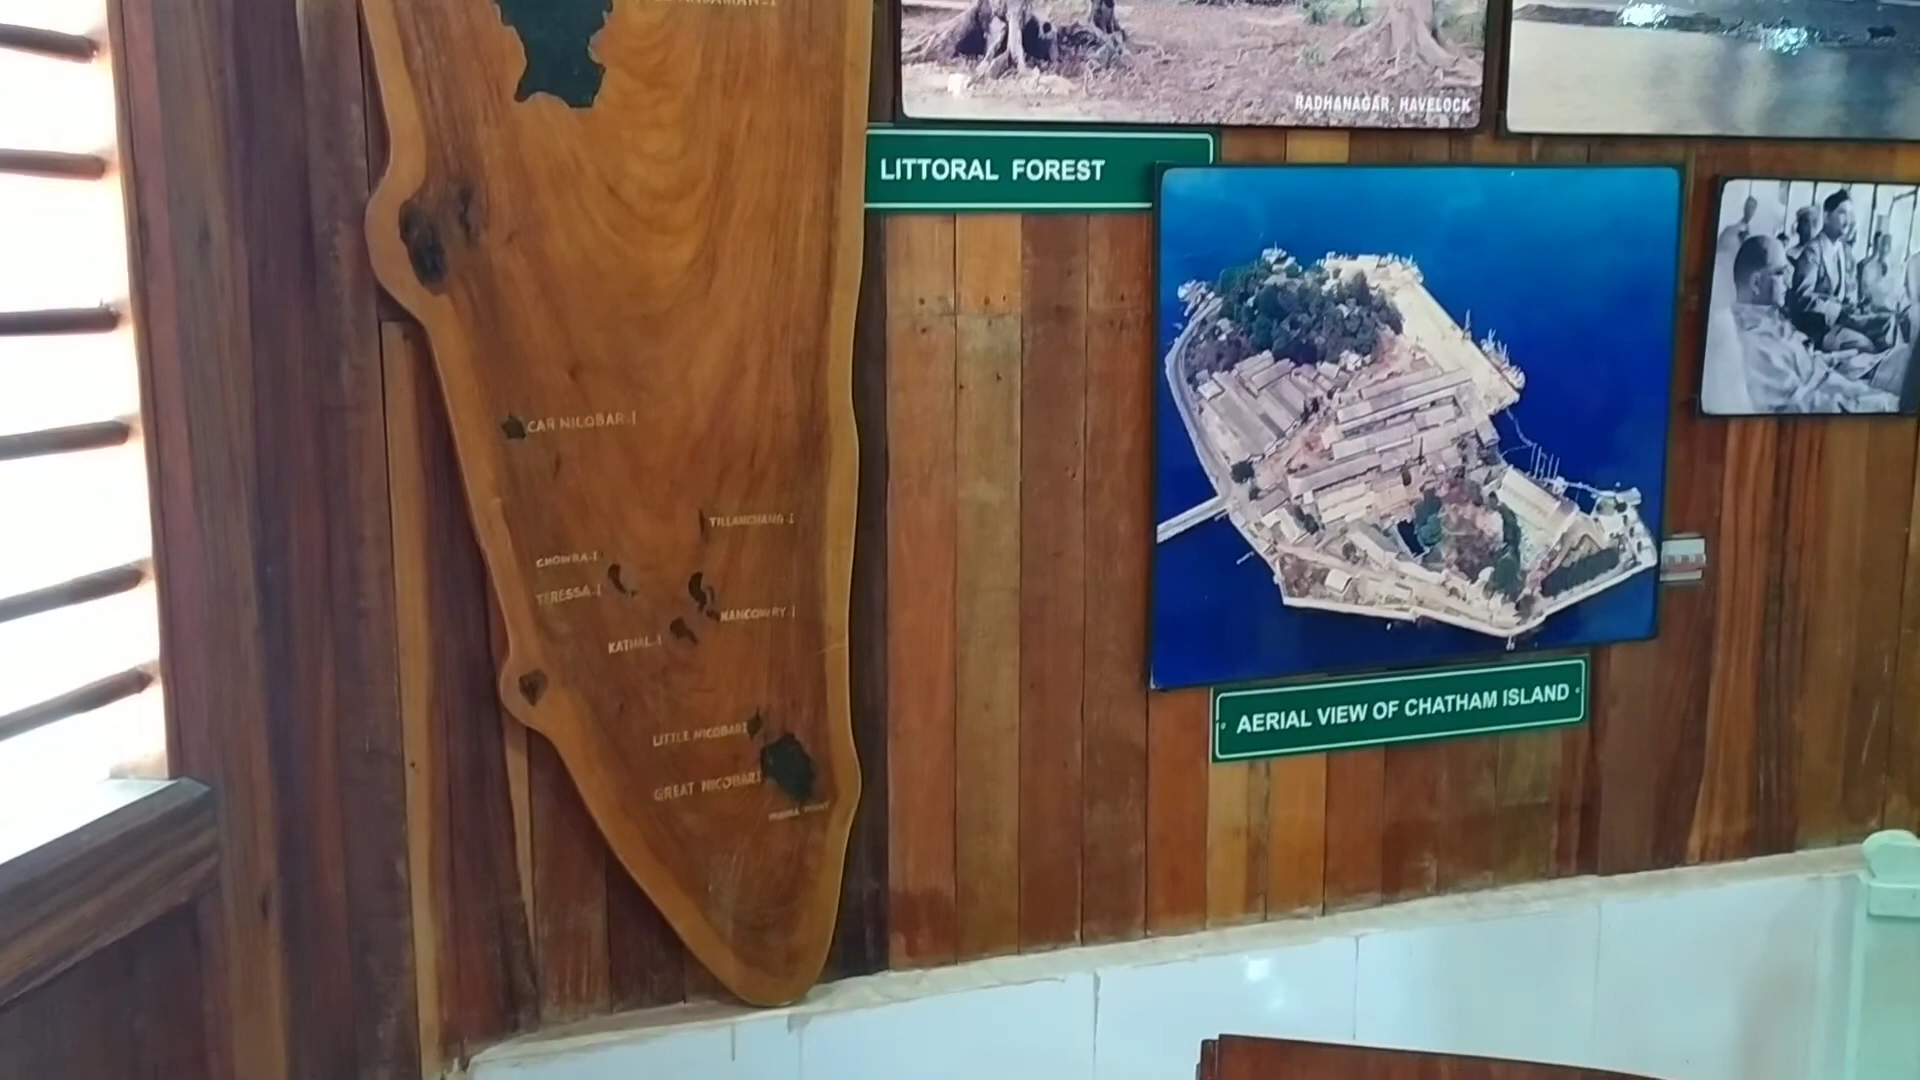 RADHANAGAR, HAVELOCK
LITTORAL FOREST
CAR NICOBAR.I
TILLANCHANG.I
CHOWRA.I
TERESSA.I
NANCOWRY.I
LITTLE NICOBAR I
GREAT NICOBAR I
AERIAL VIEW OF CHATHAM ISLAND